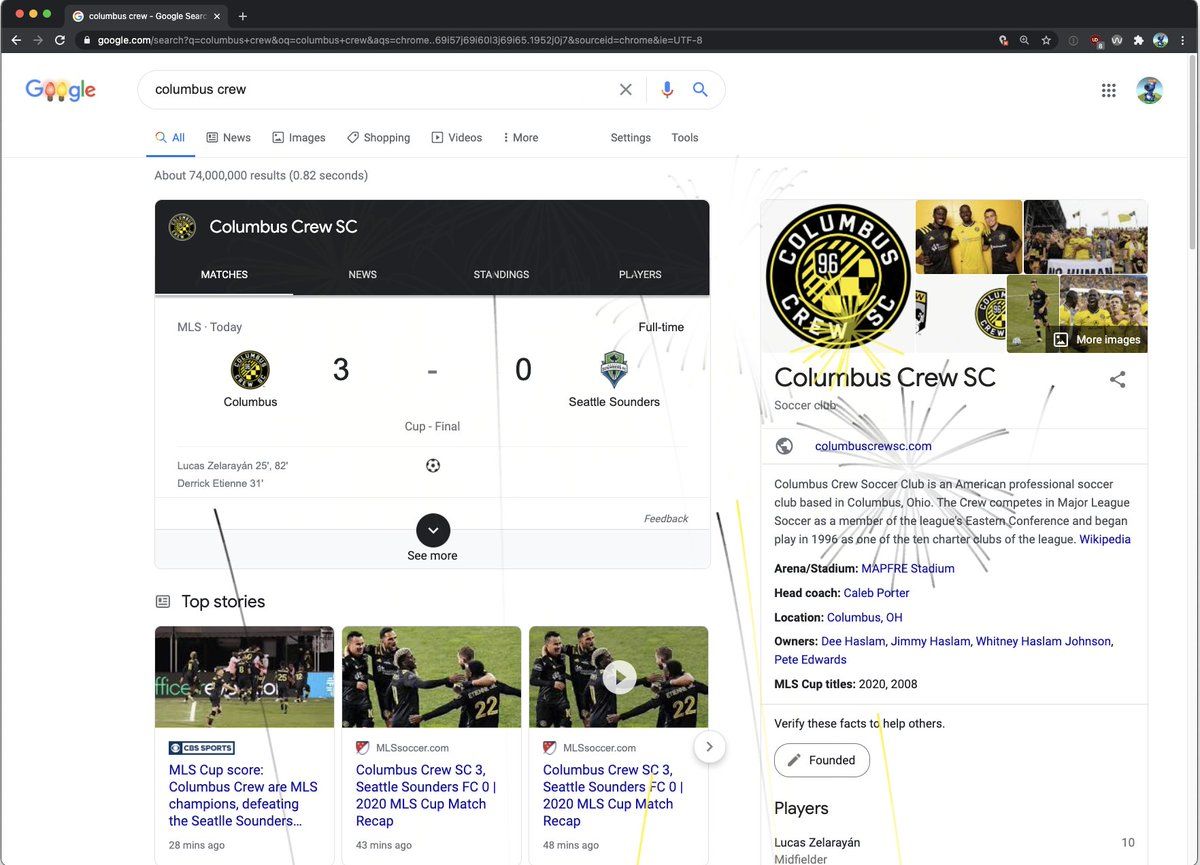 columbus crew - Google Searc
google.com/search?q=columbus+crew&oq=columbus+crew&aqs=chrome..69i57j69i60l3j69i65.1952j0j7&sourceid=chrome&ie=UTF-8
Google
columbus crew
All
News
Images
Shopping
Videos
More
Settings
Tools
About 74,000,000 results (0.82 seconds)
Columbus Crew SC
MATCHES
NEWS
STANDINGS
PLAYERS
MLS · Today
Full-time
3
-
0
Columbus
Seattle Sounders
Cup - Final
Lucas Zelarayán 25', 82'
Derrick Etienne 31'
Feedback
See more
Top stories
ffice
22
22
CBS SPORTS
MLS Cup score:
Columbus Crew are MLS
champions, defeating
the Seatlle Sounders...
28 mins ago
MLSsoccer.com
Columbus Crew SC 3,
Seattle Sounders FC 0 |
2020 MLS Cup Match
Recap
43 mins ago
MLSsoccer.com
Columbus Crew SC 3,
Seattle Sounders FC 0 |
2020 MLS Cup Match
Recap
48 mins ago
COLUMBUS
96
CREW SC
NO HUMAN
More images
Columbus Crew SC
Soccer club
columbuscrewsc.com
Columbus Crew Soccer Club is an American professional soccer
club based in Columbus, Ohio. The Crew competes in Major League
Soccer as a member of the league's Eastern Conference and began
play in 1996 as one of the ten charter clubs of the league. Wikipedia
Arena/Stadium: MAPFRE Stadium
Head coach: Caleb Porter
Location: Columbus, OH
Owners: Dee Haslam, Jimmy Haslam, Whitney Haslam Johnson,
Pete Edwards
MLS Cup titles: 2020, 2008
Verify these facts to help others.
Founded
Players
Lucas Zelarayán
10
Midfielder